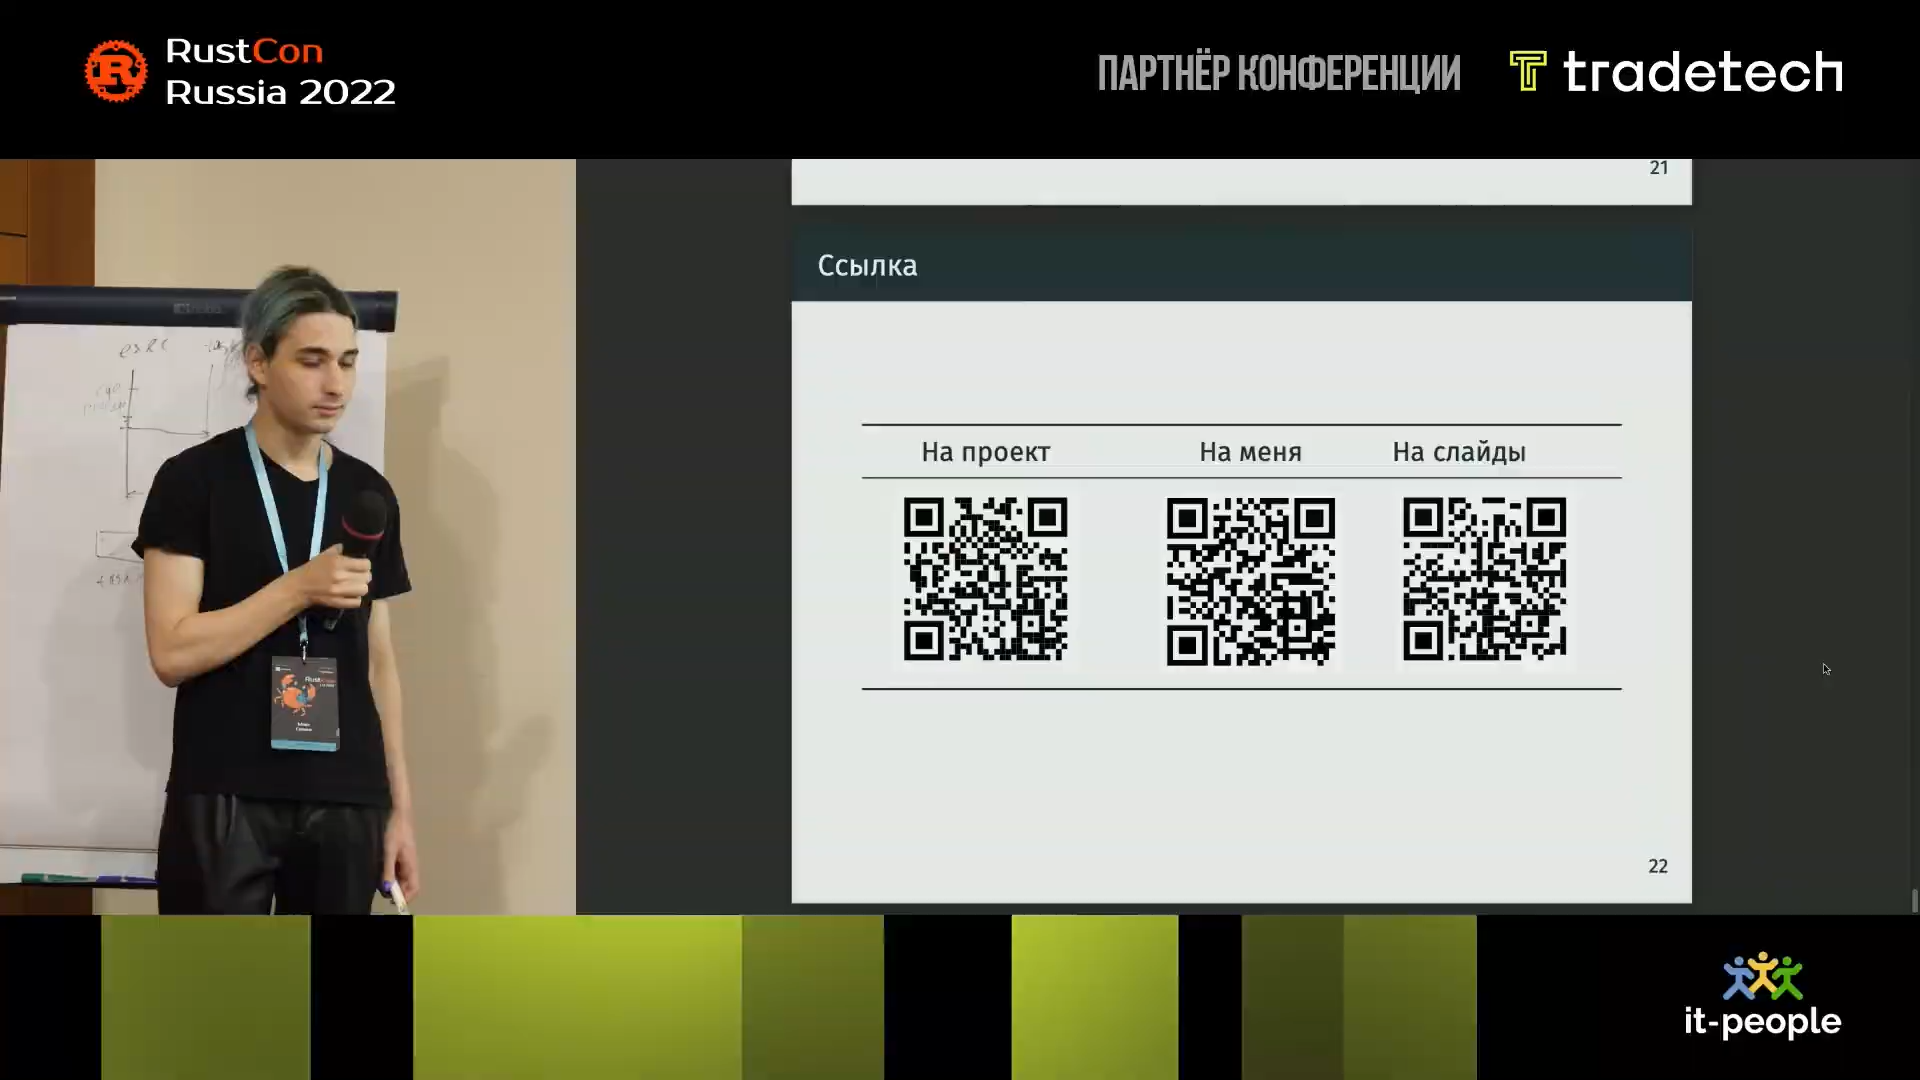 RustCon
Russia 2022
ПАРТНЁР КОНФЕРЕНЦИИ
tradetech
21
Ссылка
На проект
На меня
На слайды
22
it-people